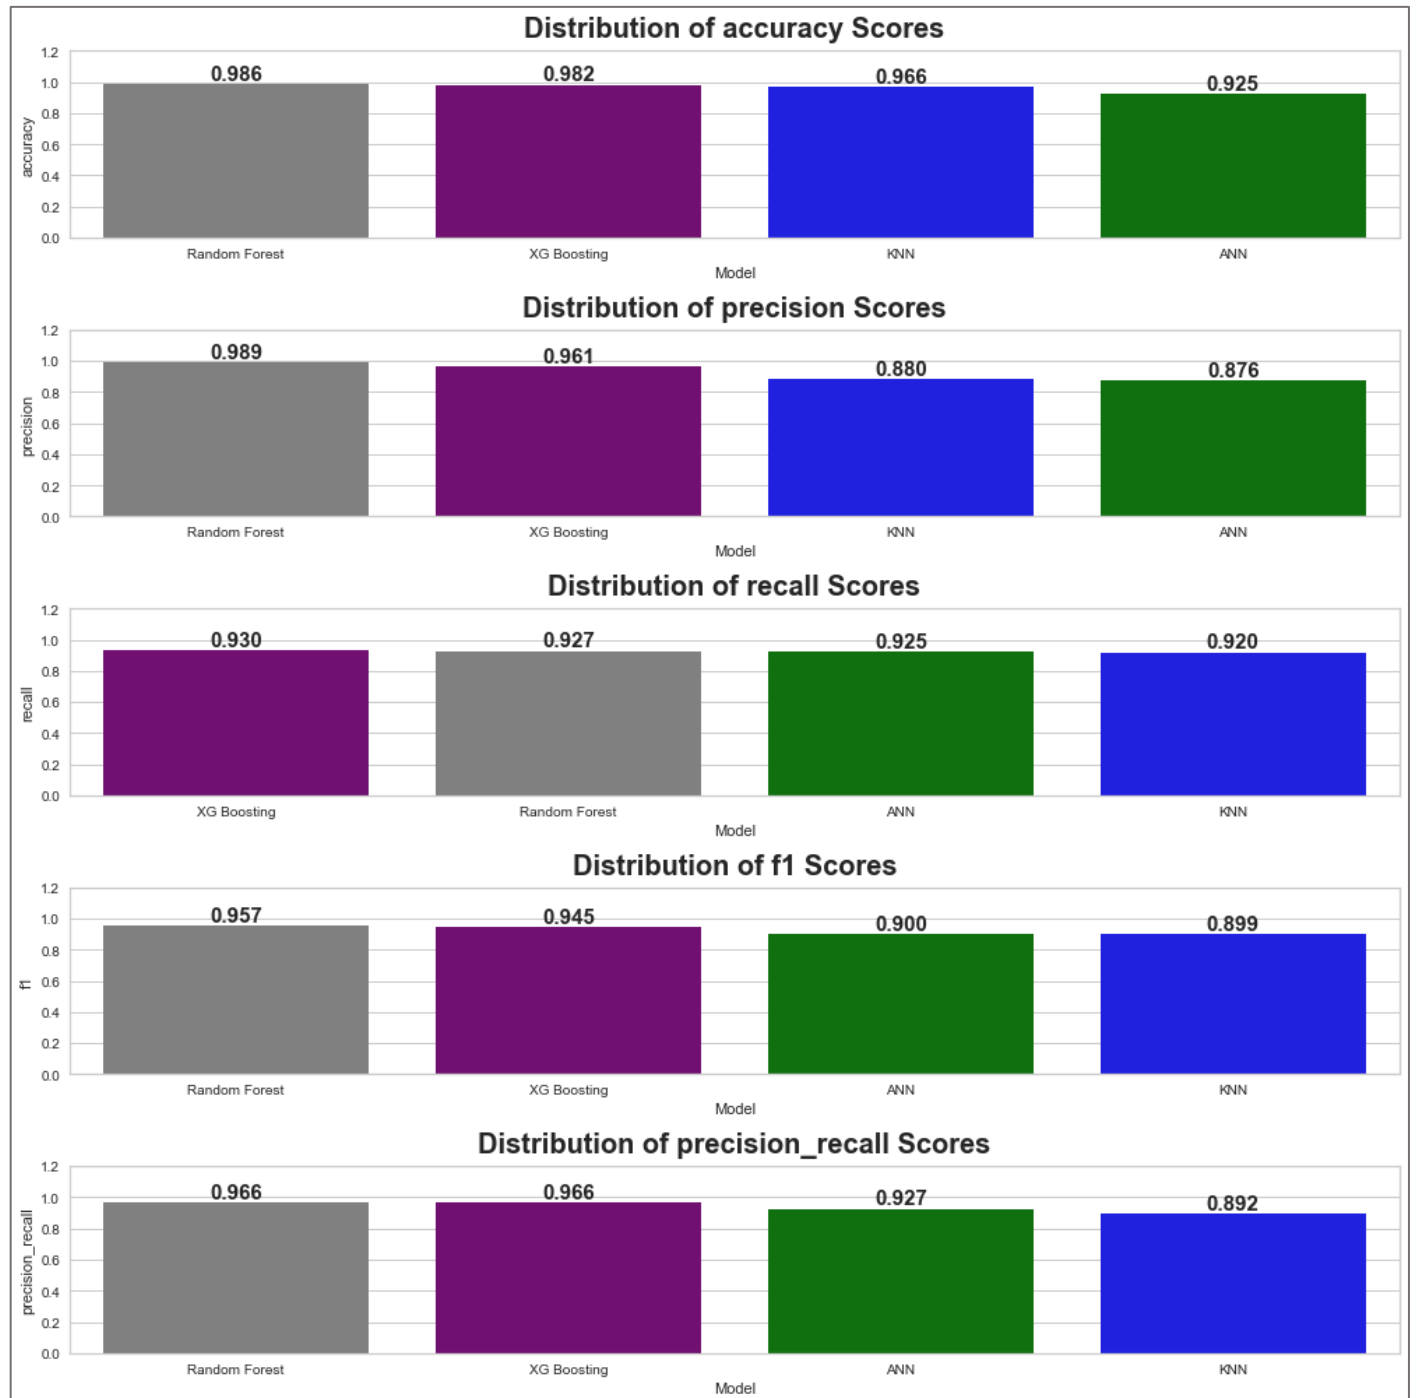 Distribution of accuracy Scores
1.2
1.0
0.8
0.6
0.4
0.2
0.0
accuracy
0.986 0.982 0.966 0.925
Random Forest XG Boosting KNN ANN
Model
Distribution of precision Scores
1.2
1.0
0.8
0.6
0.4
0.2
0.0
precision
0.989 0.961 0.880 0.876
Random Forest XG Boosting KNN ANN
Model
Distribution of recall Scores
1.2
1.0
0.8
0.6
0.4
0.2
0.0
recall
0.930 0.927 0.925 0.920
XG Boosting Random Forest ANN KNN
Model
Distribution of f1 Scores
1.2
1.0
0.8
0.6
0.4
0.2
0.0
f1
0.957 0.945 0.900 0.899
Random Forest XG Boosting ANN KNN
Model
Distribution of precision_recall Scores
1.2
1.0
0.8
0.6
0.4
0.2
0.0
precision_recall
0.966 0.966 0.927 0.892
Random Forest XG Boosting ANN KNN
Model